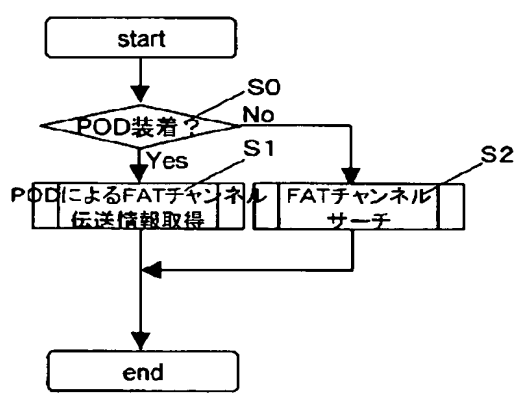 start
S0
POD装着？
No
Yes
S1
S2
PODによるFATチャンネル
伝送情報取得
FATチャンネル
サーチ
end